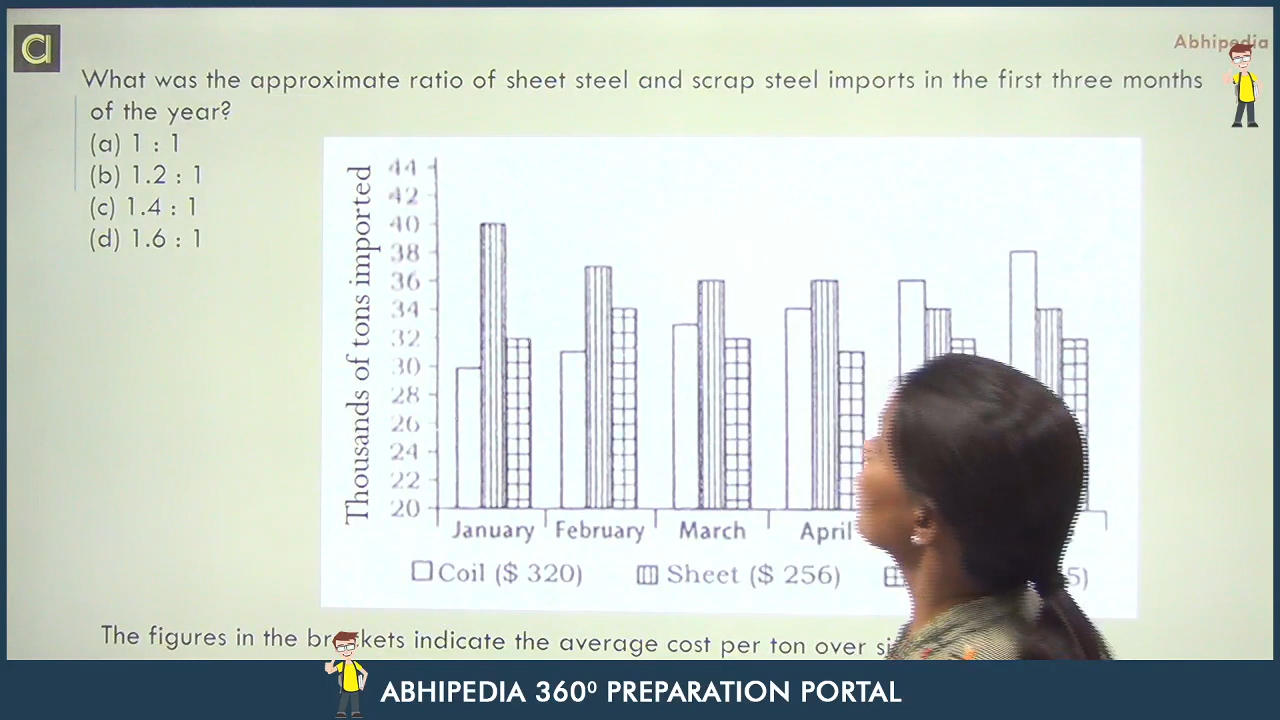 Abhipedia
What was the approximate ratio of sheet steel and scrap steel imports in the first three months
of the year?
(a) 1 : 1
(b) 1.2 : 1
(c) 1.4 : 1
(d) 1.6 : 1
Thousands of tons imported
44
42
40
38
36
34
32
30
28
26
24
22
20
January February March April
Coil ($ 320) Sheet ($ 256) 5)
The figures in the brackets indicate the average cost per ton over
ABHIPEDIA 360⁰ PREPARATION PORTAL